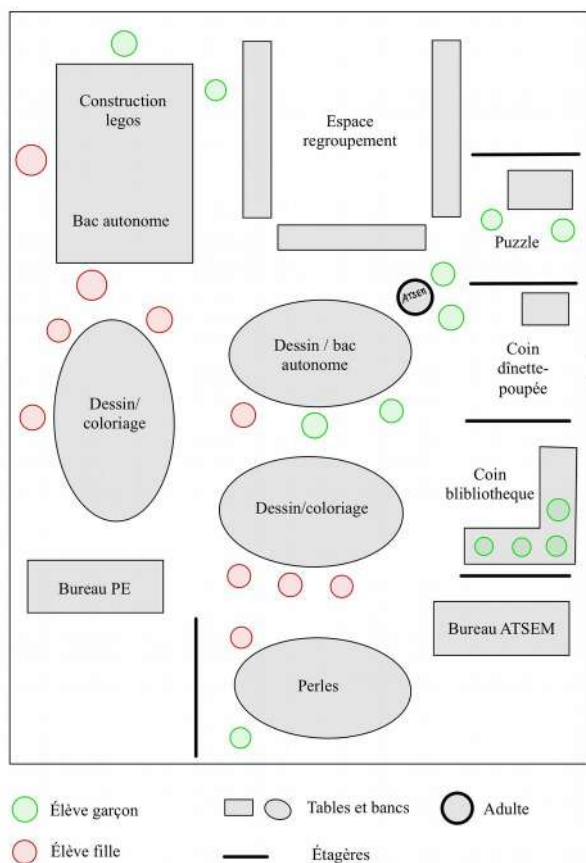 Construction
legos
Bac autonome
Espace
regroupement
Puzzle
ATSEM
Dessin / bac
autonome
Coin
dînette-
poupée
Dessin/
coloriage
Dessin/coloriage
Coin
blibliotheque
Bureau PE
Bureau ATSEM
Perles
Élève garçon
Tables et bancs
Adulte
Élève fille
Étagères